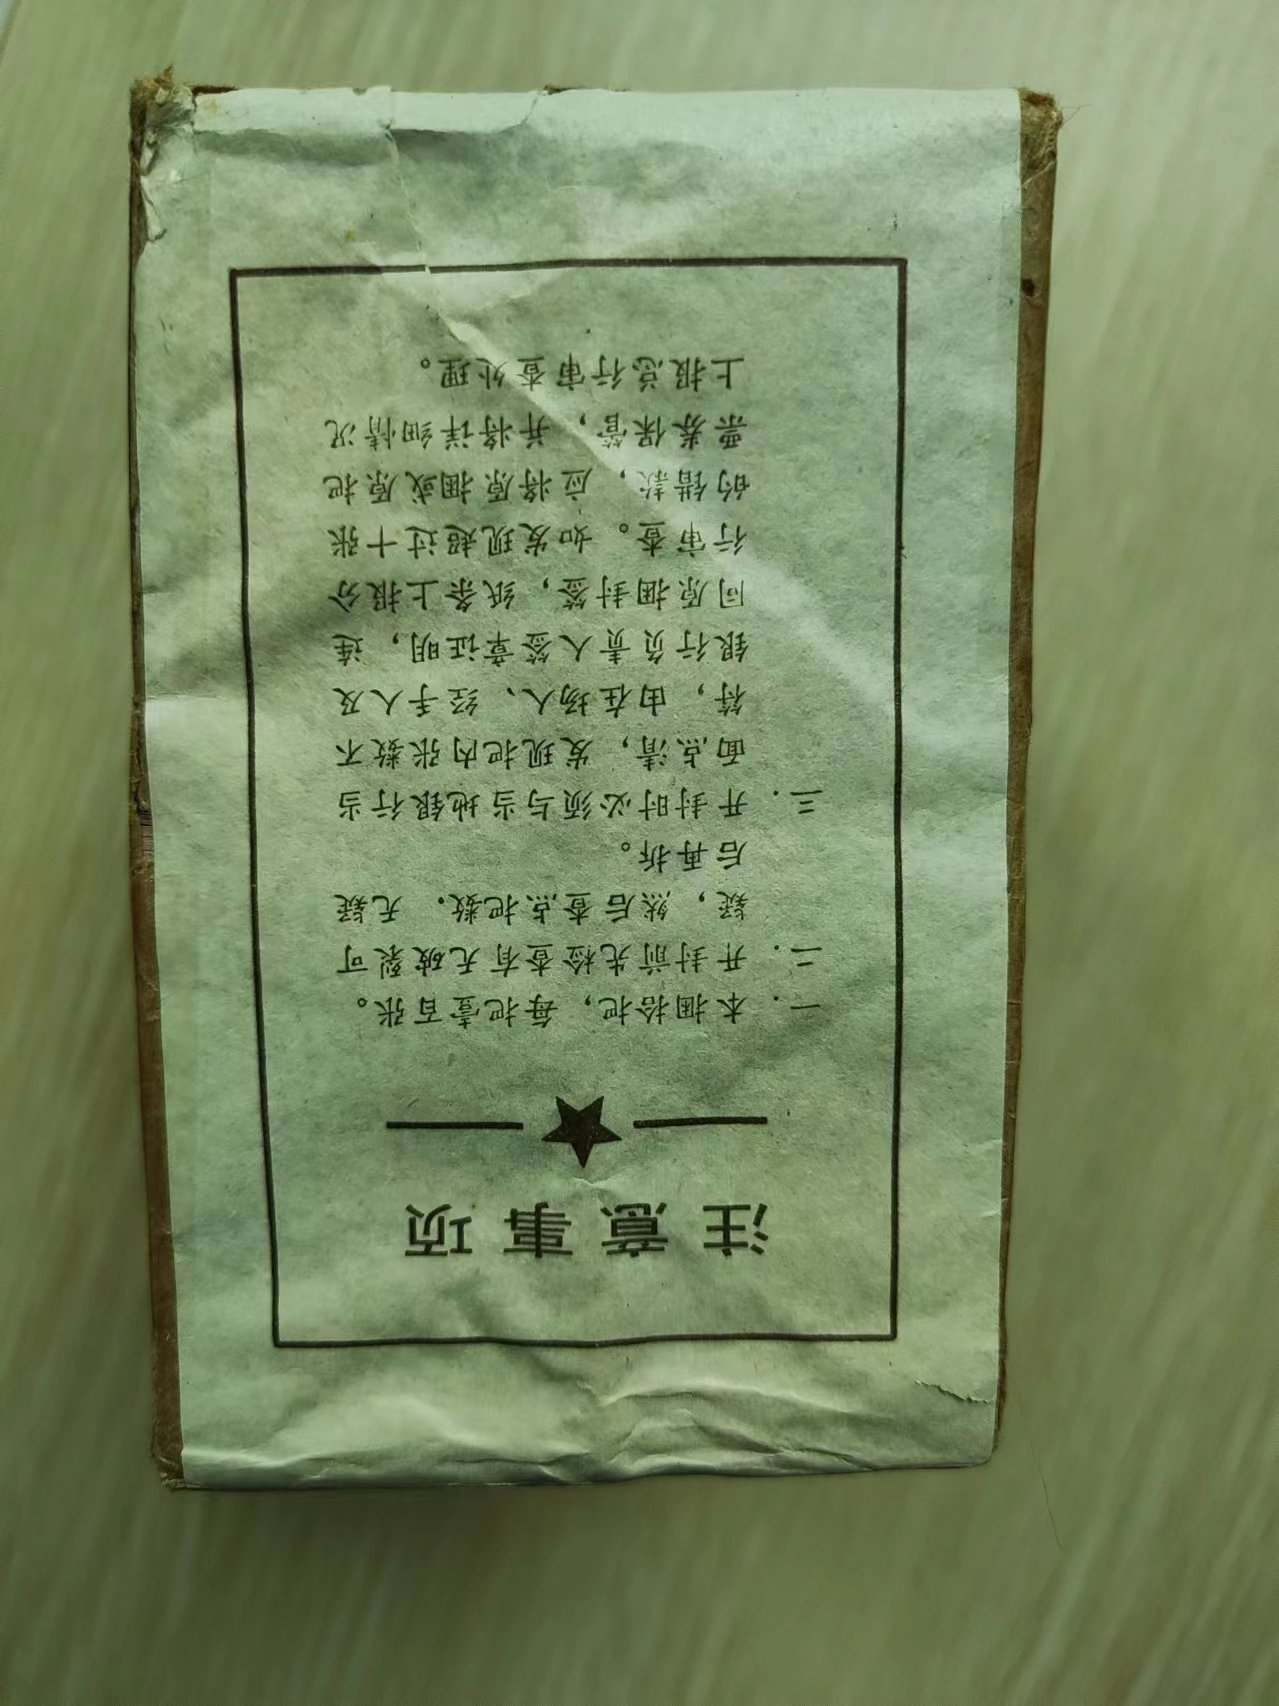 注意事项
一. 本捆拾把，每把壹百张。
二. 开封前先检查有无破裂可
疑，然后查点把数．无疑
后再拆。
三. 开封时必须与当地银行当
面点清，发现把内张数不
符，由在场人、经手人及
银行负责人签章证明，连
同原捆封签，纸条上报分
行审查。如发现超过十张
的错款，应将原捆或原把
票券保管，并将详细情况
上报总行审查处理。